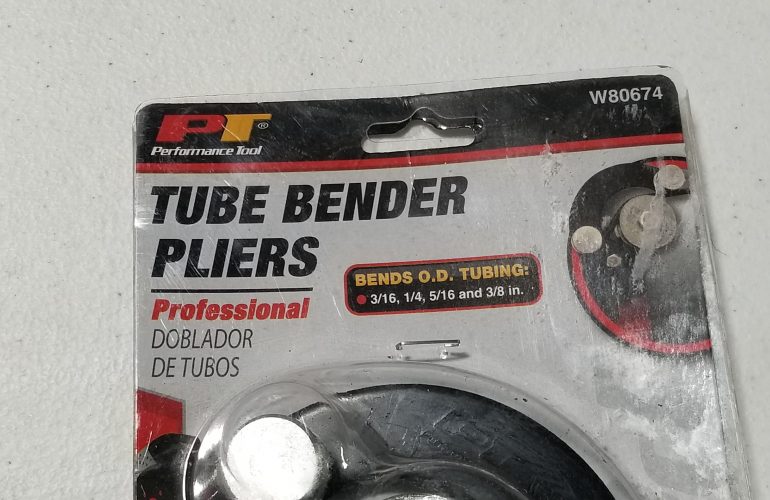 W80674
PT®
Performance Tool
TUBE BENDER
PLIERS
Professional
DOBLADOR
DE TUBOS
BENDS O.D. TUBING:
3/16, 1/4, 5/16 and 3/8 in.